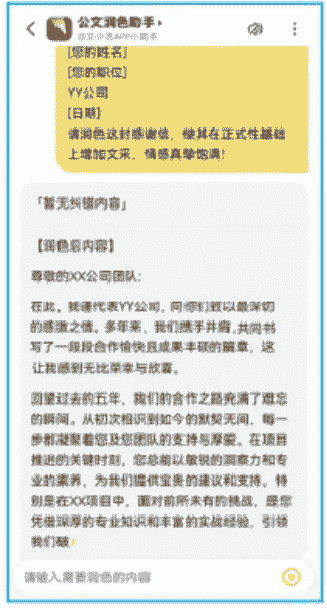 公文润色助手
[您的姓名]
[您的职位]
YY公司
[日期]
请润色这封感谢信,使其在正式性基础
上增加文采,情感真挚饱满!
「暂无纠错内容」
【润色后内容】
尊敬的XX公司团队:
在此,我谨代表YY公司,向你们致以最深切
的感激之情。多年来,我们携手并肩,共同书
写了一段段合作愉快且成果丰硕的篇章,这
让我感到无比荣幸与欣喜。
回望过去的五年,我们的合作之路充满了难忘
的瞬间。从初次相识到如今的默契无间,每一
步都凝聚着您及您团队的支持与厚爱。在项目
推进的关键时刻,您总能以敏锐的洞察力和专
业的素养,为我们提供宝贵的建议和支持。特
别是在XX项目中,面对前所未有的挑战,是您
凭借深厚的专业知识和丰富的实战经验,引领
我们破
请输入需要润色的内容